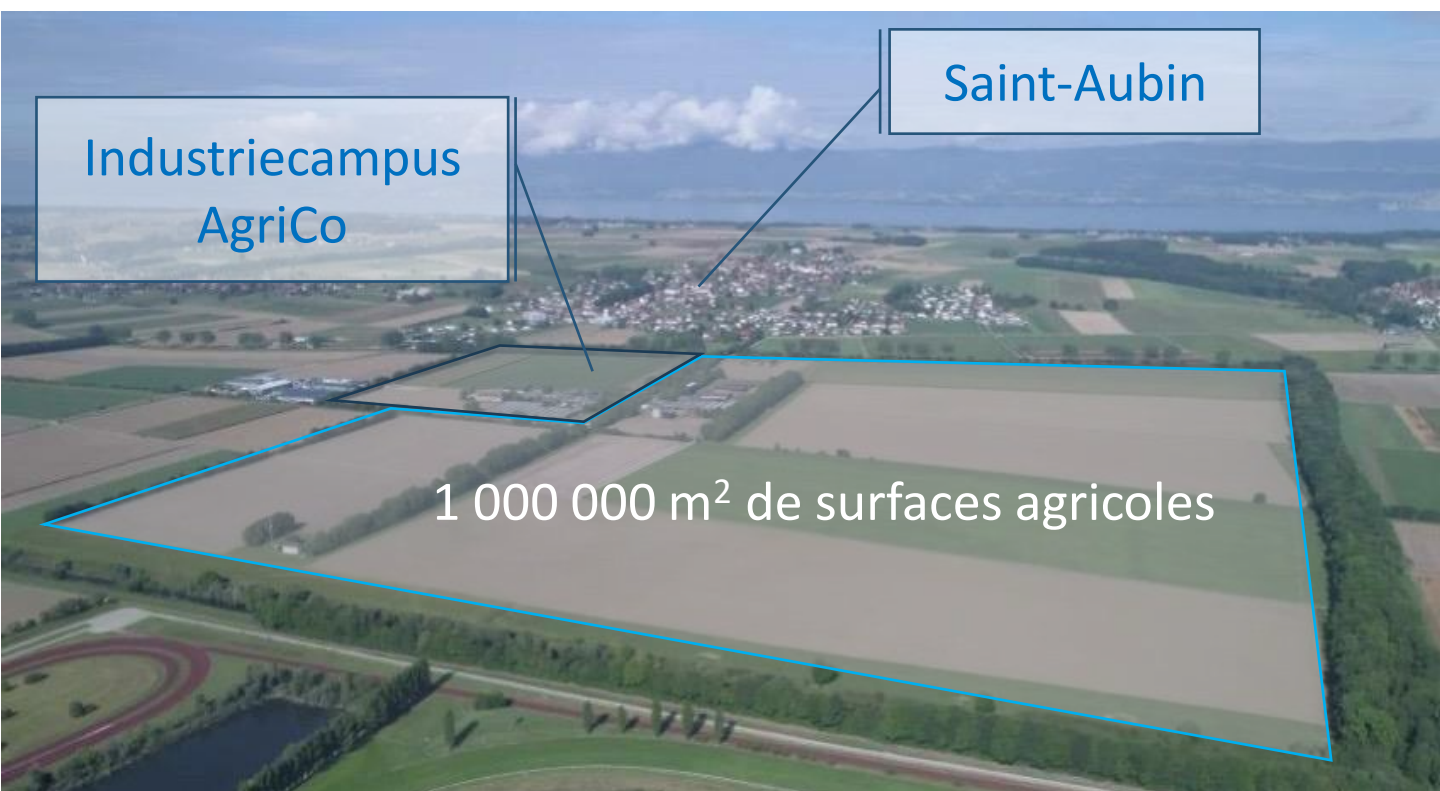 Saint-Aubin
Industriecampus
AgriCo
1 000 000 m² de surfaces agricoles